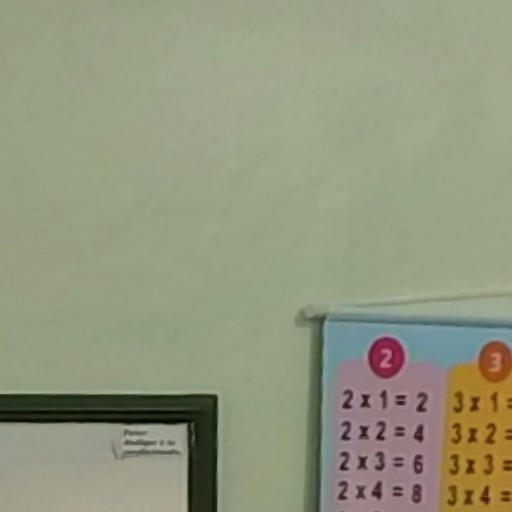 2
2 x 1 = 2
2 x 2 = 4
2 x 3 = 6
2 x 4 = 8
3
3 x 1 =
3 x 2 =
3 x 3 =
3 x 4 =